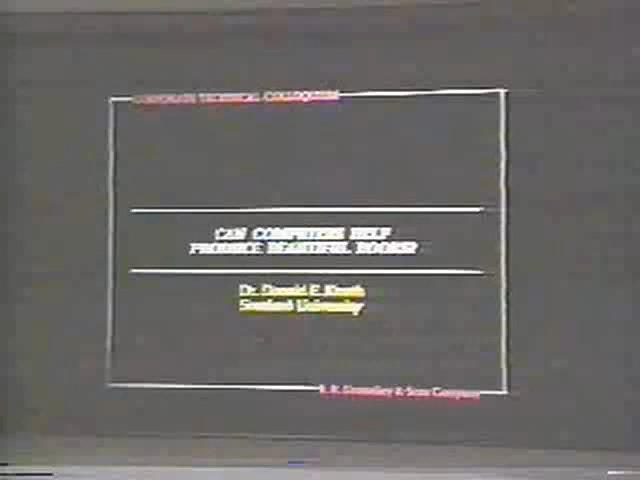 CORPORATE TECHNICAL COLLOQUIUM
CAN COMPUTERS HELP
PRODUCE BEAUTIFUL BOOKS?
Dr. Donald E. Knuth
Stanford University
R. R. Donnelley & Sons Company